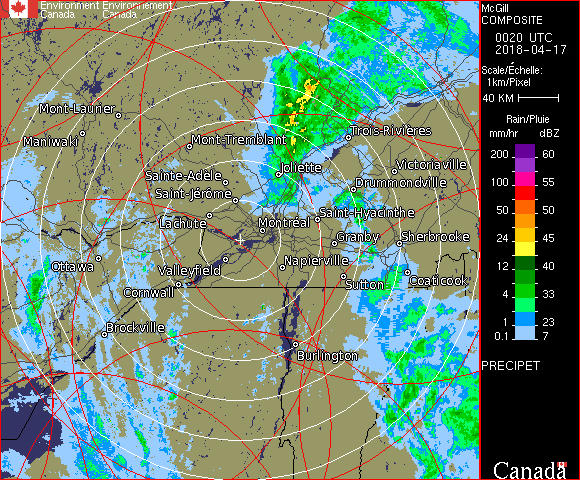 Environment Environnement
Canada Canada
McGill
COMPOSITE
0020 UTC
2018-04-17
Scale/Échelle:
1km/Pixel
40 KM
Rain/Pluie
mm/hr dBZ
200 60
100 55
50 50
24 45
12 40
4 33
1 23
0.1 7
PRECIPET
Canada
Mont-Laurier
Maniwaki
Mont-Tremblant
Trois-Rivières
Sainte-Adèle
Joliette
Victoriaville
Saint-Jérôme
Drummondville
Lachute
Montréal
Saint-Hyacinthe
Granby
Sherbrooke
Ottawa
Valleyfield
Napierville
Cornwall
Sutton
Coaticook
Brockville
Burlington